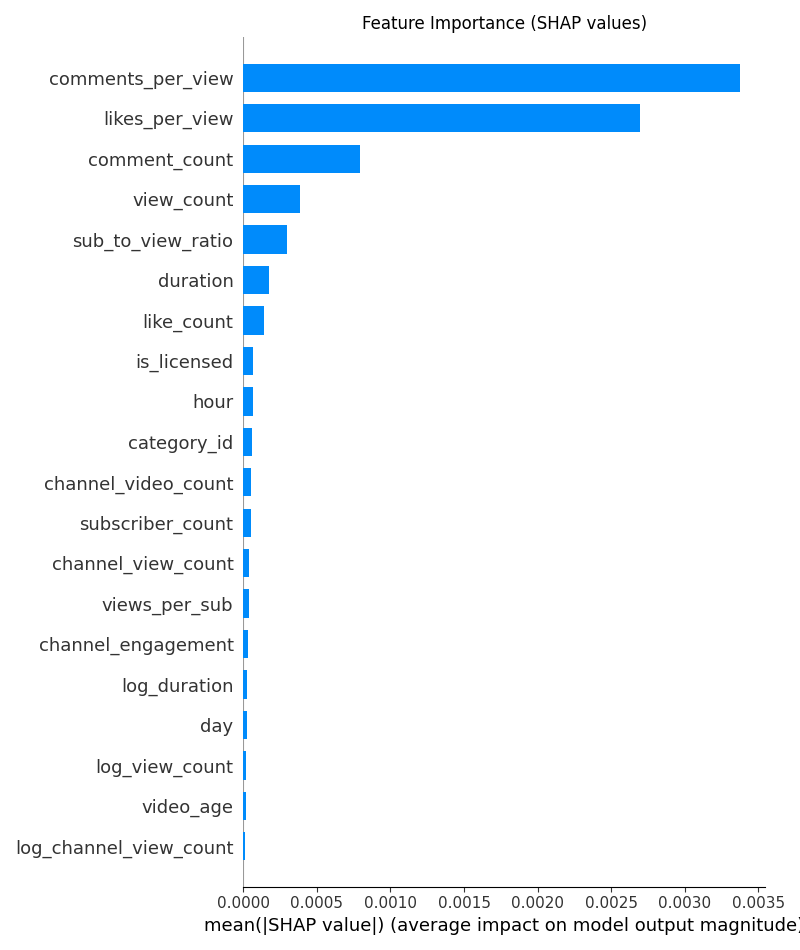 Feature Importance (SHAP values)
comments_per_view
likes_per_view
comment_count
view_count
sub_to_view_ratio
duration
like_count
is_licensed
hour
category_id
channel_video_count
subscriber_count
channel_view_count
views_per_sub
channel_engagement
log_duration
day
log_view_count
video_age
log_channel_view_count
0.0000 0.0005 0.0010 0.0015 0.0020 0.0025 0.0030 0.0035
mean(|SHAP value|) (average impact on model output magnitude)